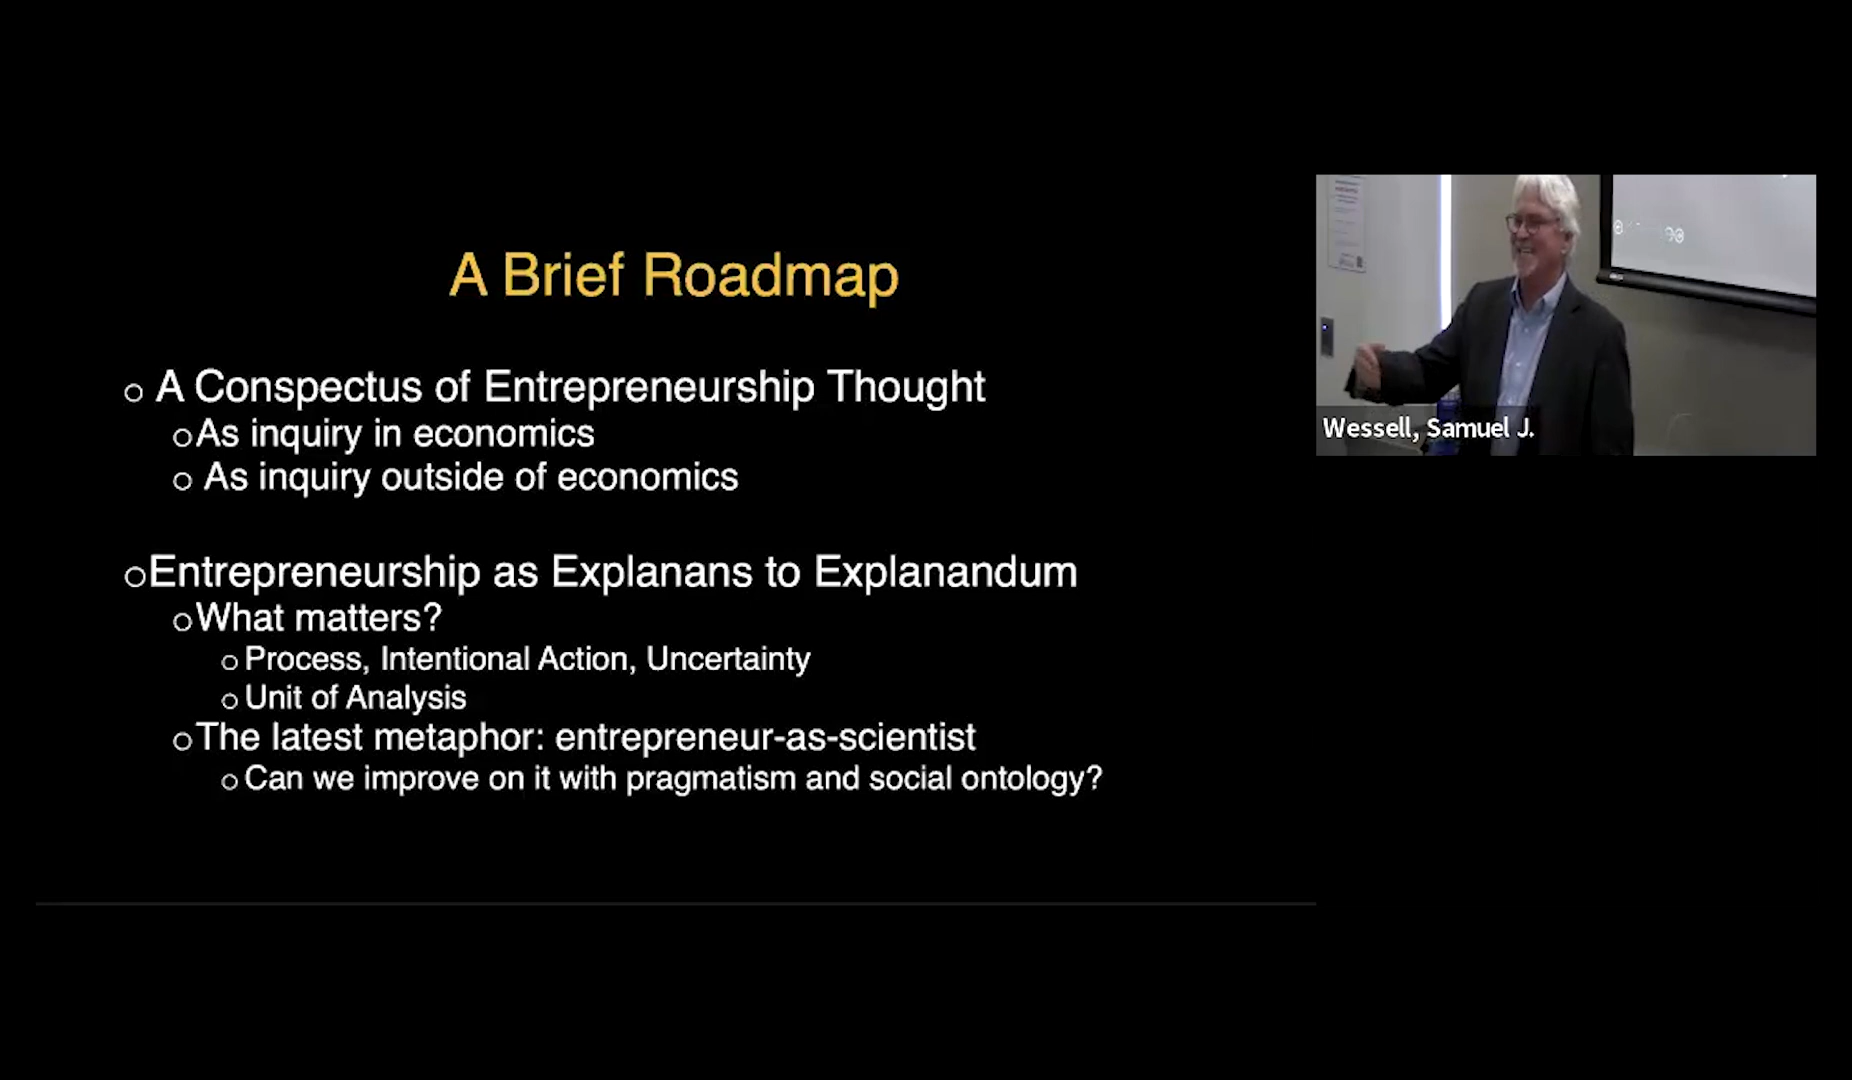 A Brief Roadmap
○ A Conspectus of Entrepreneurship Thought
○As inquiry in economics
○ As inquiry outside of economics
○Entrepreneurship as Explanans to Explanandum
○What matters?
○Process, Intentional Action, Uncertainty
○Unit of Analysis
○The latest metaphor: entrepreneur-as-scientist
○Can we improve on it with pragmatism and social ontology?
Wessell, Samuel J.